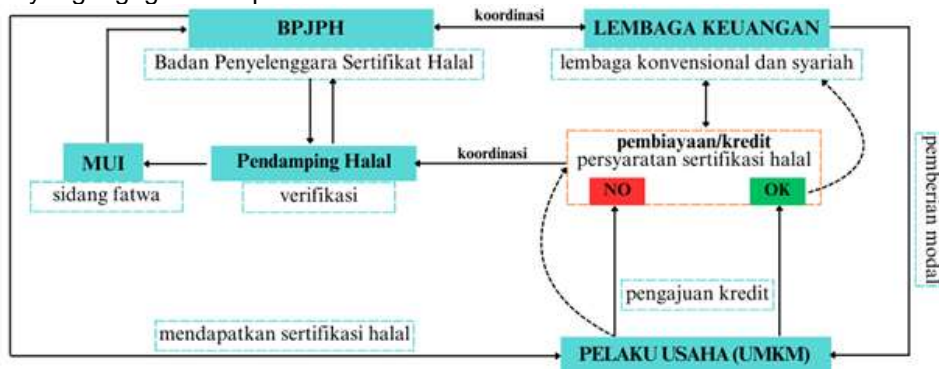 BPJPH
koordinasi
LEMBAGA KEUANGAN
Badan Penyelenggara Sertifikat Halal
lembaga konvensional dan syariah
MUI
sidang fatwa
Pendamping Halal
verifikasi
koordinasi
pembiayaan/kredit
persyaratan sertifikasi halal
NO
OK
pemberian modal
pengajuan kredit
mendapatkan sertifikasi halal
PELAKU USAHA (UMKM)